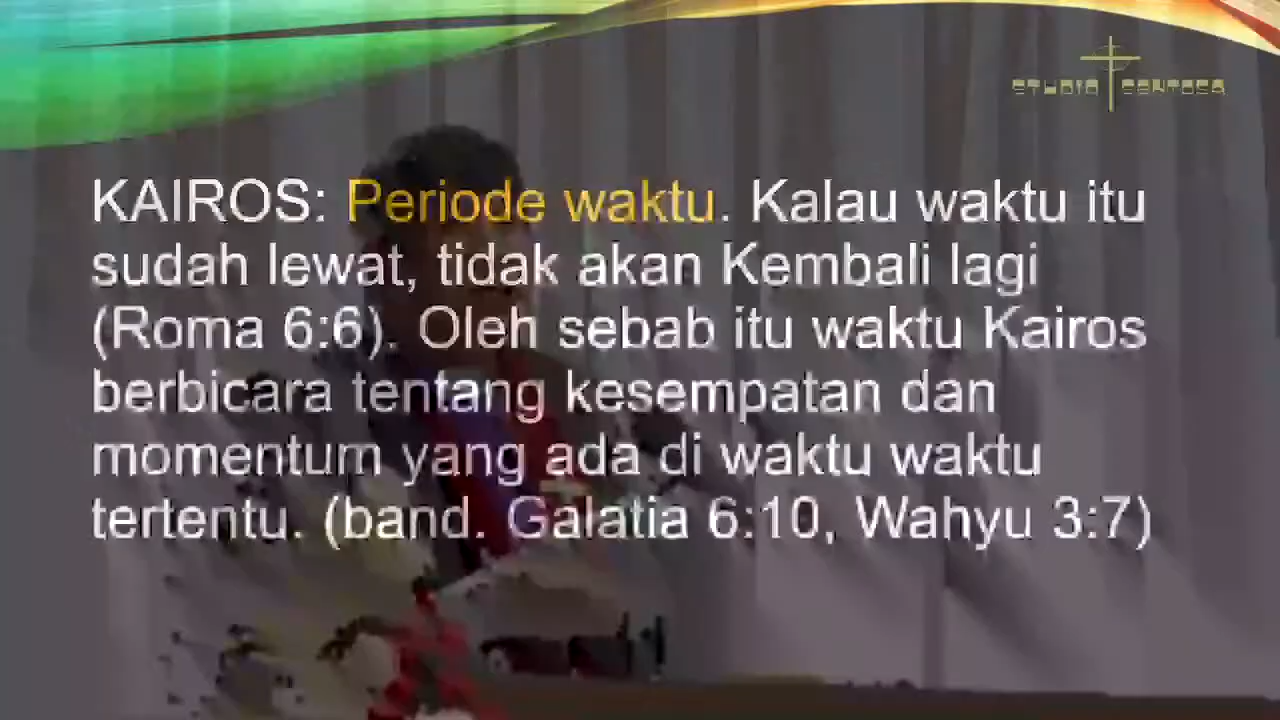 STUDIO SENTOSA
KAIROS: Periode waktu. Kalau waktu itu
sudah lewat, tidak akan Kembali lagi
(Roma 6:6). Oleh sebab itu waktu Kairos
berbicara tentang kesempatan dan
momentum yang ada di waktu waktu
tertentu. (band. Galatia 6:10, Wahyu 3:7)